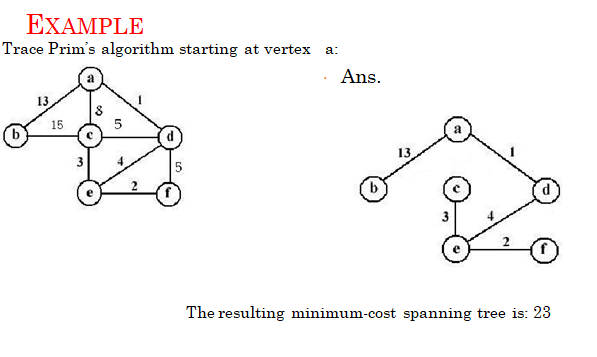 EXAMPLE
Trace Prim's algorithm starting at vertex a:
Ans.
a
13
8
1
15
5
b
c
d
3
4
5
2
e
f
a
13
1
b
c
d
3
4
2
e
f
The resulting minimum-cost spanning tree is: 23